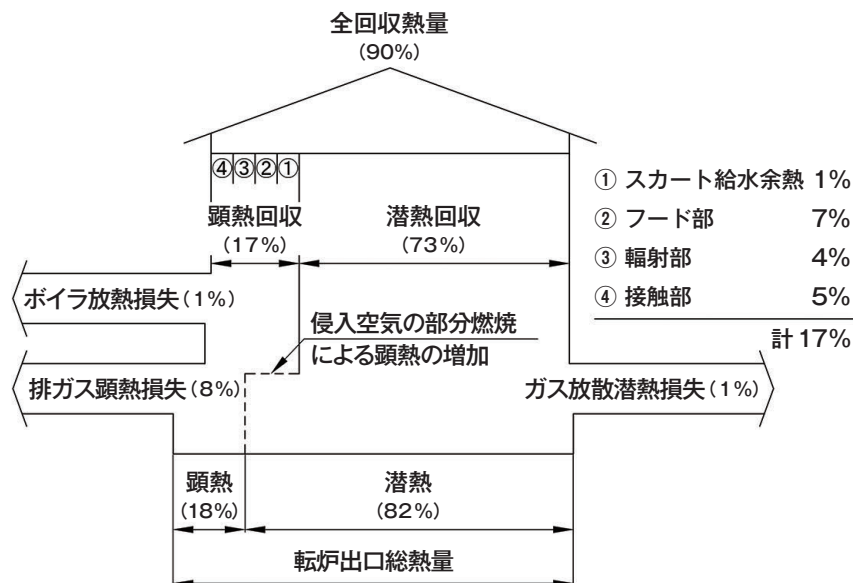 全回収熱量
(90%)
④③②①
顕熱回収
(17%)
潜熱回収
(73%)
① スカート給水余熱 1%
② フード部 7%
③ 輻射部 4%
④ 接触部 5%
計17%
ボイラ放熱損失(1%)
侵入空気の部分燃焼
による顕熱の増加
排ガス顕熱損失(8%)
ガス放散潜熱損失(1%)
顕熱
(18%)
潜熱
(82%)
転炉出口総熱量